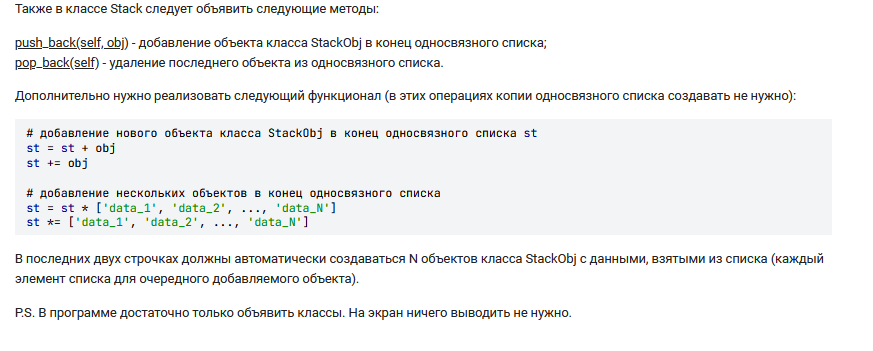 Также в классе Stack следует объявить следующие методы:
push_back(self, obj) - добавление объекта класса StackObj в конец односвязного списка;
pop_back(self) - удаление последнего объекта из односвязного списка.
Дополнительно нужно реализовать следующий функционал (в этих операциях копии односвязного списка создавать не нужно):
# добавление нового объекта класса StackObj в конец односвязного списка st
st = st + obj
st += obj
# добавление нескольких объектов в конец односвязного списка
st = st * ['data_1', 'data_2', ..., 'data_N']
st *= ['data_1', 'data_2', ..., 'data_N']
В последних двух строчках должны автоматически создаваться N объектов класса StackObj с данными, взятыми из списка (каждый
элемент списка для очередного добавляемого объекта).
P.S. В программе достаточно только объявить классы. На экран ничего выводить не нужно.